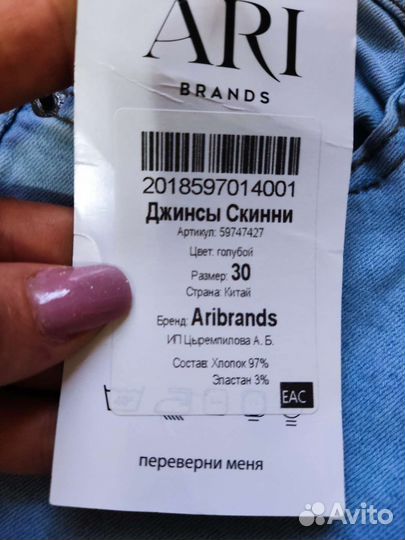 ARI
BRANDS
2018597014001
Джинсы Скинни
Артикул: 59747427
Цвет: голубой
Размер: 30
Страна: Китай
Бренд: Aribrands
ИП Цыремпилова А. Б.
Состав: Хлопок 97%
Эластан 3%
EAC
переверни меня
Avito